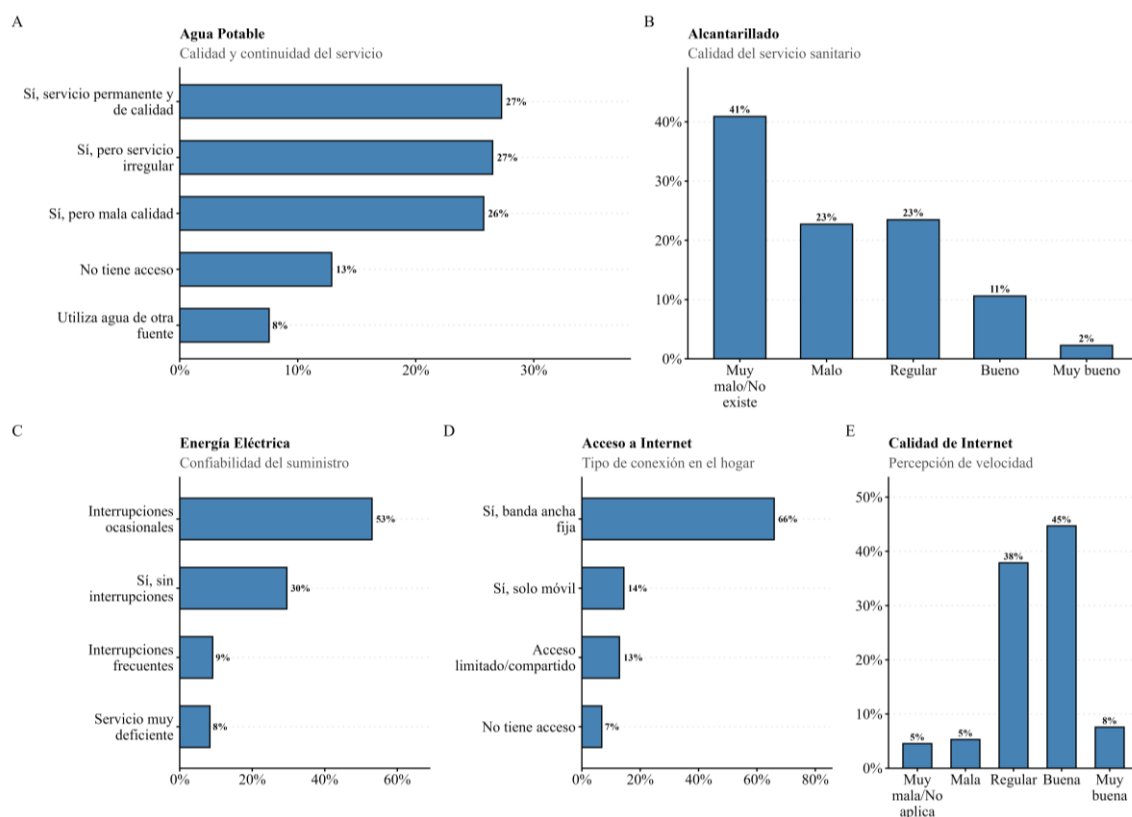 A
Agua Potable
Calidad y continuidad del servicio
Sí, servicio permanente y
de calidad
27%
Sí, pero servicio
irregular
27%
Sí, pero mala calidad
26%
No tiene acceso
13%
Utiliza agua de otra
fuente
8%
0% 10% 20% 30%
B
Alcantarillado
Calidad del servicio sanitario
40%
30%
20%
10%
0%
41%
23%
23%
11%
2%
Muy
malo/No
existe
Malo
Regular
Bueno
Muy bueno
C
Energía Eléctrica
Confiabilidad del suministro
Interrupciones
ocasionales
53%
Sí, sin
interrupciones
30%
Interrupciones
frecuentes
9%
Servicio muy
deficiente
8%
0% 20% 40% 60%
D
Acceso a Internet
Tipo de conexión en el hogar
Sí, banda ancha
fija
66%
Sí, solo móvil
14%
Acceso
limitado/compartido
13%
No tiene acceso
7%
0% 20% 40% 60% 80%
E
Calidad de Internet
Percepción de velocidad
50%
40%
30%
20%
10%
0%
5%
5%
38%
45%
8%
Muy
mala/No
aplica
Mala
Regular
Buena
Muy
buena